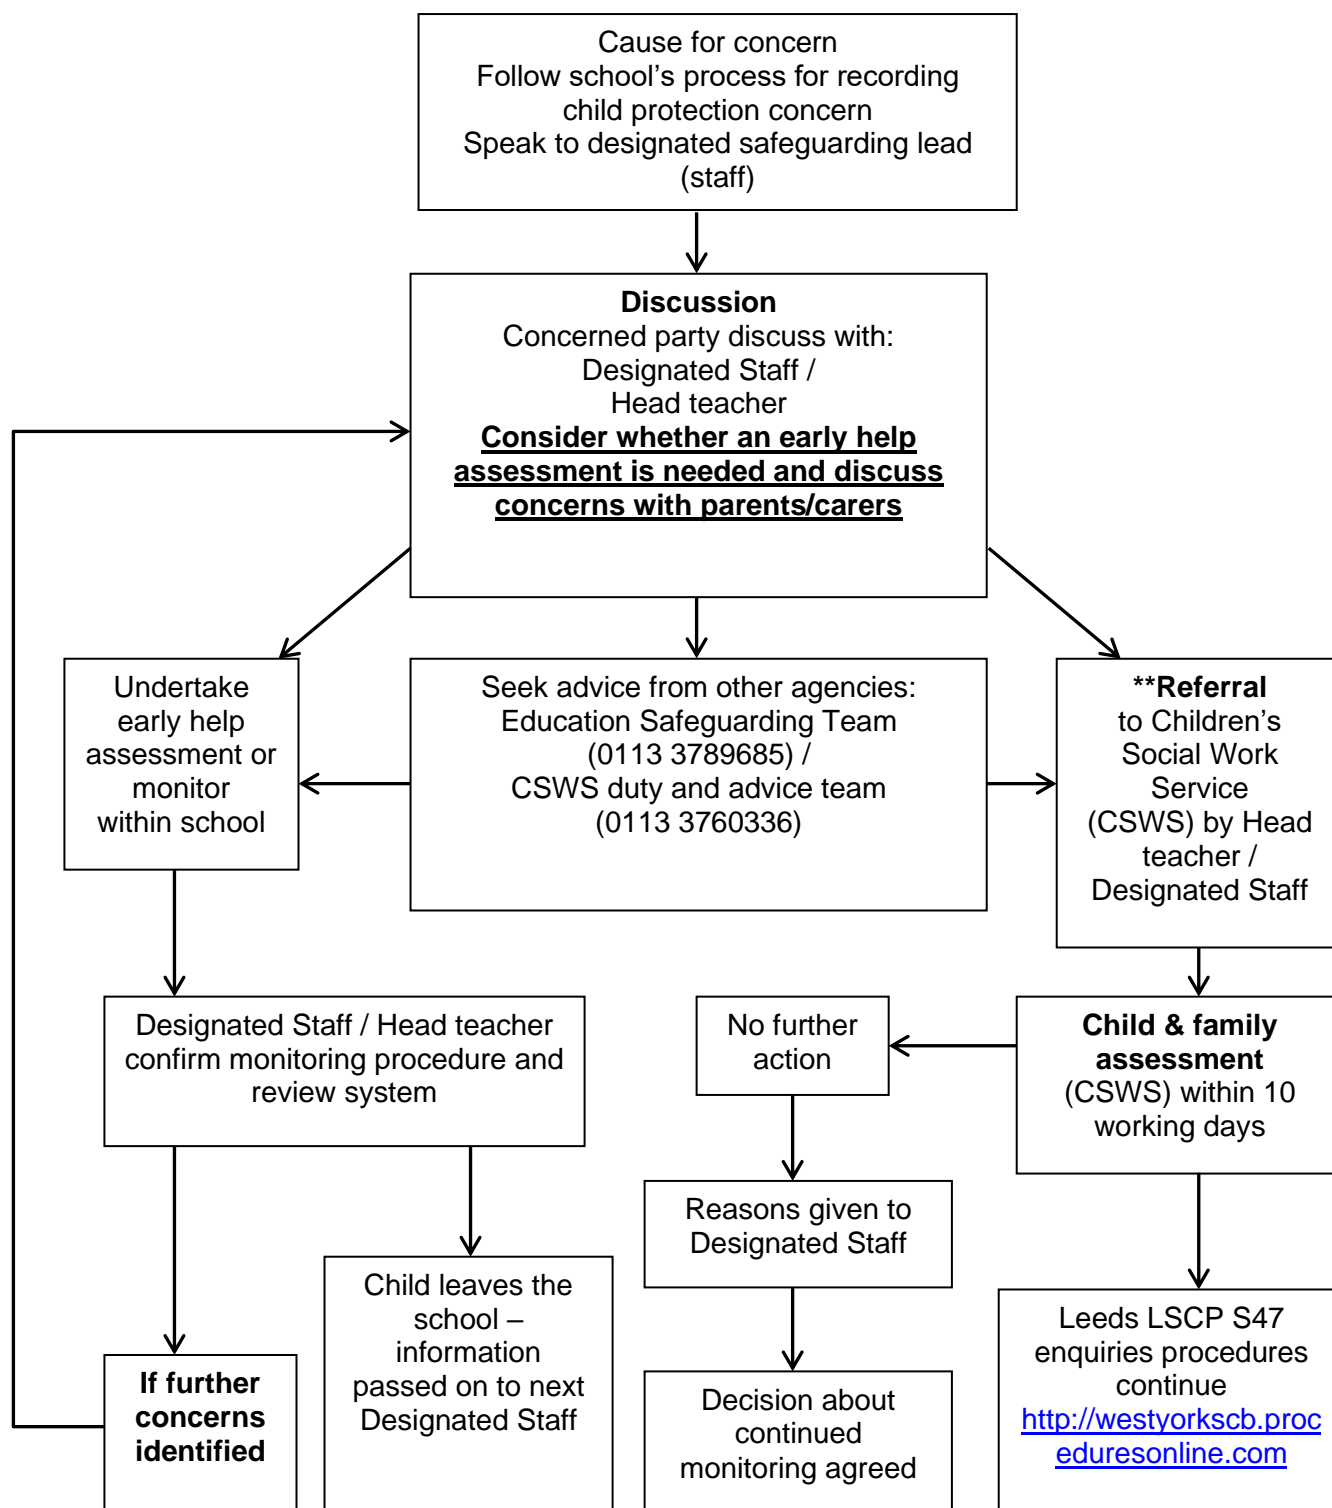 Cause for concern
Follow school’s process for recording
child protection concern
Speak to designated safeguarding lead
(staff)
Discussion
Concerned party discuss with:
Designated Staff /
Head teacher
Consider whether an early help
assessment is needed and discuss
concerns with parents/carers
Undertake
early help
assessment or
monitor
within school
Seek advice from other agencies:
Education Safeguarding Team
(0113 3789685) /
CSWS duty and advice team
(0113 3760336)
**Referral
to Children’s
Social Work
Service
(CSWS) by Head
teacher /
Designated Staff
Designated Staff / Head teacher
confirm monitoring procedure and
review system
No further
action
Child & family
assessment
(CSWS) within 10
working days
Reasons given to
Designated Staff
If further
concerns
identified
Child leaves the
school –
information
passed on to next
Designated Staff
Decision about
continued
monitoring agreed
Leeds LSCP S47
enquiries procedures
continue
http://westyorkscb.proc
eduresonline.com